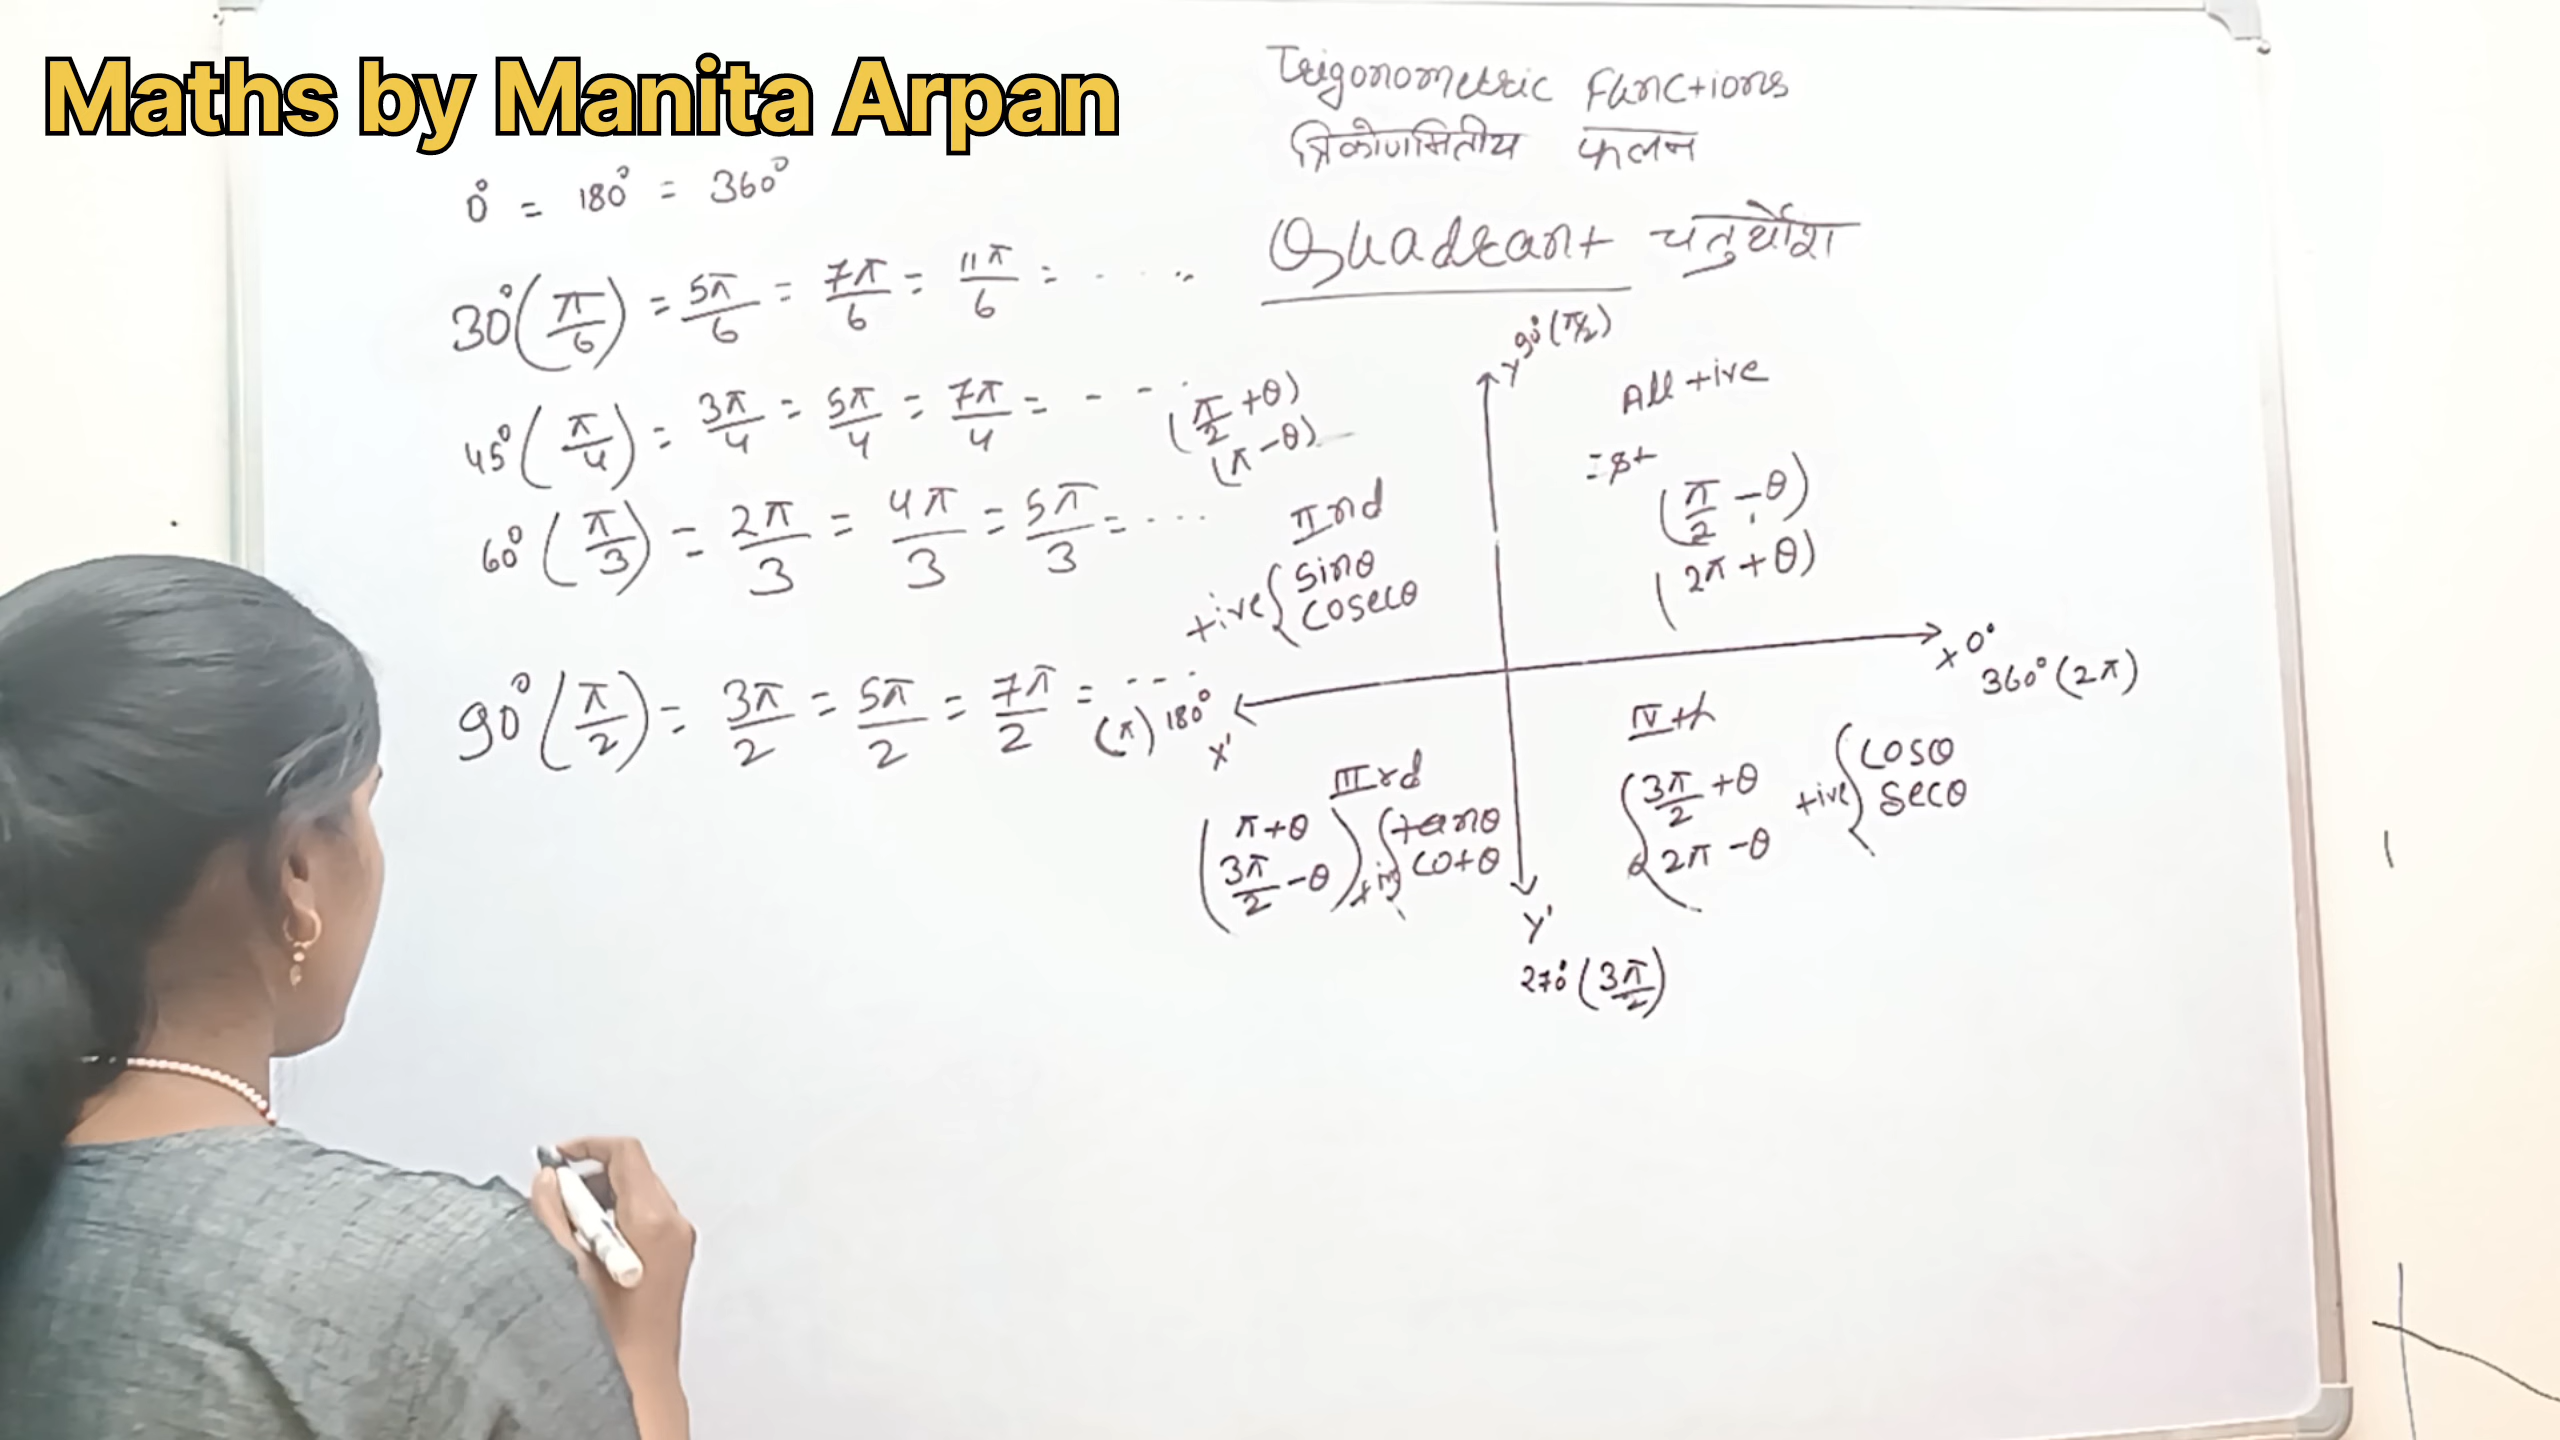 Maths by Manita Arpan
Trigonometric Functions
त्रिकोणमितीय फलन
Quadrant चतुर्थांश
0° = 180° = 360°
30° (π/6) = 5π/6 = 7π/6 = 11π/6 = . . . .
45° (π/4) = 3π/4 = 5π/4 = 7π/4 = - - .
60° (π/3) = 2π/3 = 4π/3 = 5π/3 = . . . .
90° (π/2) = 3π/2 = 5π/2 = 7π/2 = - - - .
Y 90° (π/2)
All +ive
(π/2 - θ)
(2π + θ)
(π/2 + θ)
(π - θ)
IInd
+ive { sinθ
cosecθ
X 0°
360° (2π)
(π) 180°
X'
IIIrd
(π+θ
3π/2 - θ)
+ive { tanθ
cotθ
IVth
(3π/2 + θ
2π - θ
+ive { cosθ
secθ
Y'
270° (3π/2)